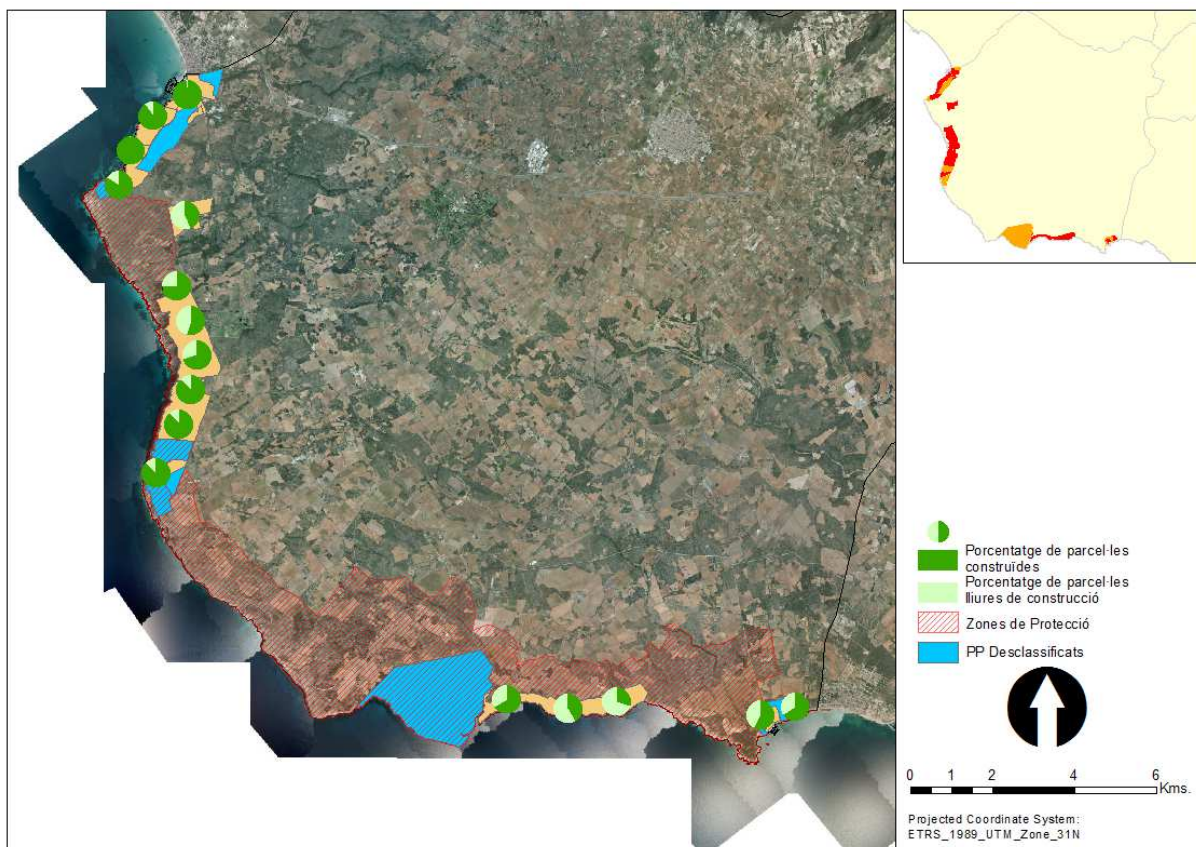 Porcentatge de parcel·les
construïdes
Porcentatge de parcel·les
lliures de construcció
Zones de Protecció
PP Desclassificats
0 1 2 4 6
Kms.
Projected Coordinate System:
ETRS_1989_UTM_Zone_31N